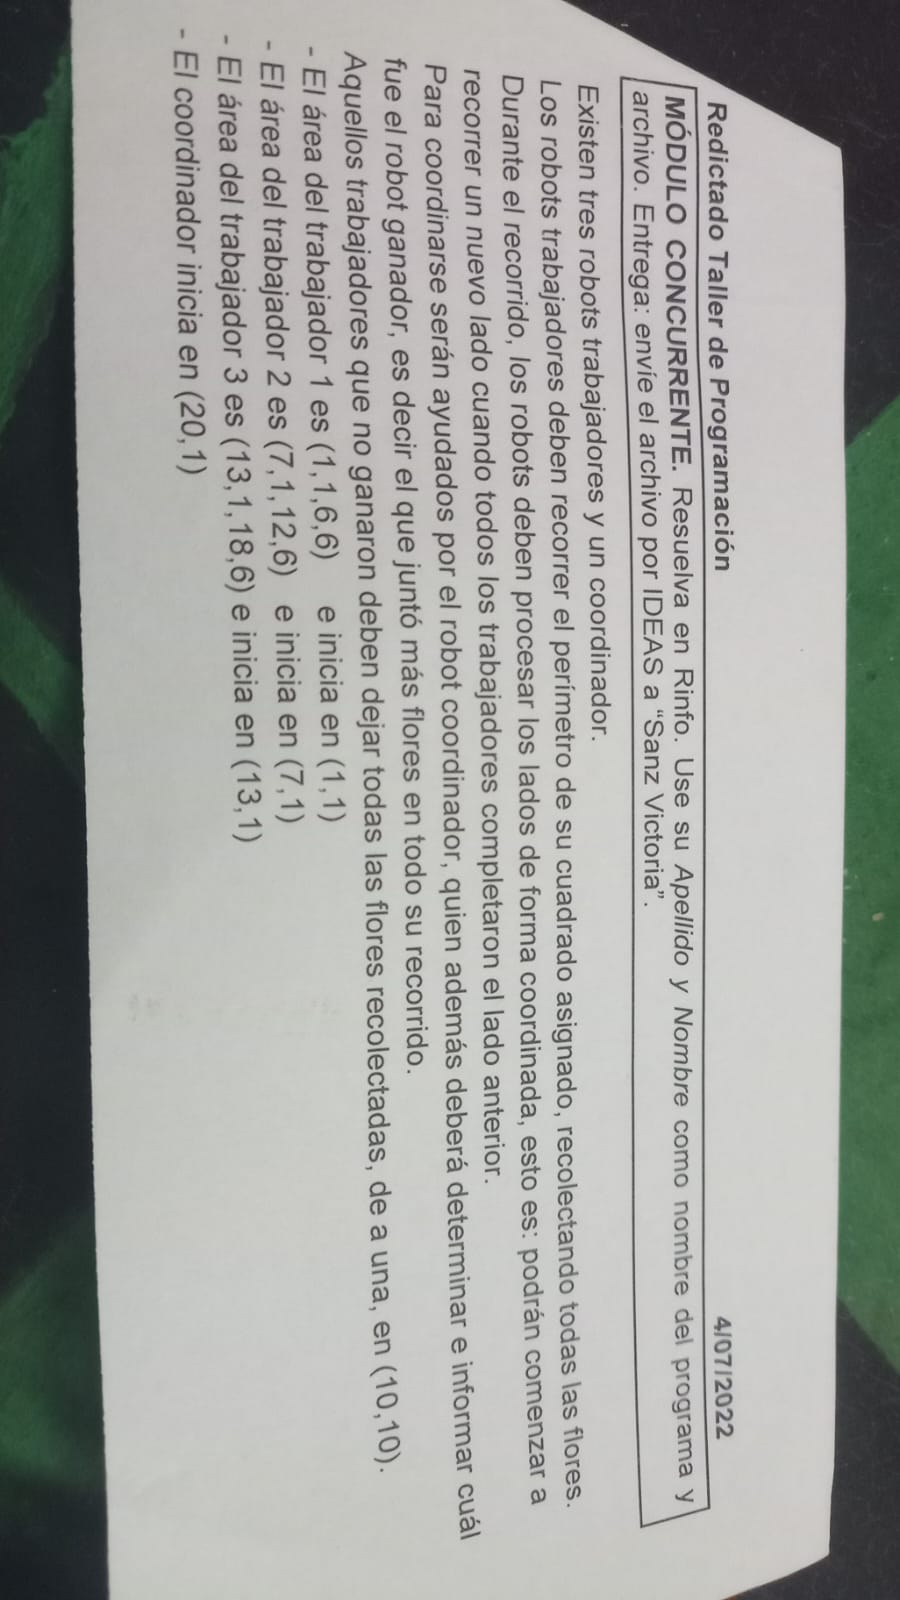 Redictado Taller de Programación 4/07/2022
MÓDULO CONCURRENTE. Resuelva en Rinfo. Use su Apellido y Nombre como nombre del programa y
archivo. Entrega: envíe el archivo por IDEAS a “Sanz Victoria”.
Existen tres robots trabajadores y un coordinador.
Los robots trabajadores deben recorrer el perímetro de su cuadrado asignado, recolectando todas las flores.
Durante el recorrido, los robots deben procesar los lados de forma coordinada, esto es: podrán comenzar a
recorrer un nuevo lado cuando todos los trabajadores completaron el lado anterior.
Para coordinarse serán ayudados por el robot coordinador, quien además deberá determinar e informar cuál
fue el robot ganador, es decir el que juntó más flores en todo su recorrido.
Aquellos trabajadores que no ganaron deben dejar todas las flores recolectadas, de a una, en (10,10).
- El área del trabajador 1 es (1,1,6,6) e inicia en (1,1)
- El área del trabajador 2 es (7,1,12,6) e inicia en (7,1)
- El área del trabajador 3 es (13,1,18,6) e inicia en (13,1)
- El coordinador inicia en (20,1)